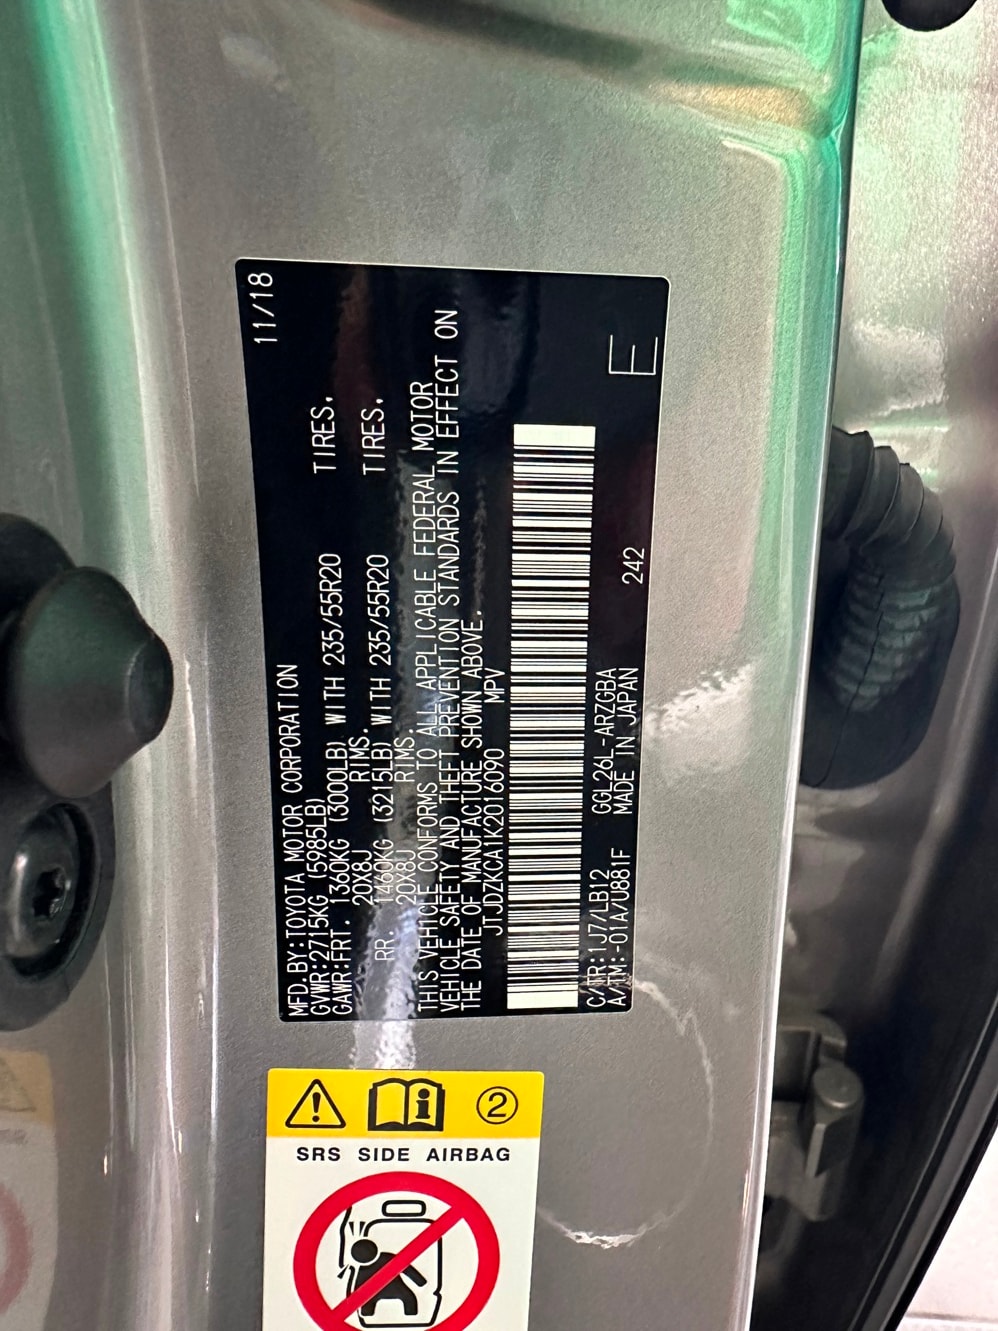 11/18
MFD.BY:TOYOTA MOTOR CORPORATION
GVWR:2715KG (5985LB)
GAWR:FRT. 1360KG (3000LB) WITH 235/55R20 TIRES,
20X8J RIMS.
RR. 1460KG (3215LB) WITH 235/55R20 TIRES,
20X8J RIMS.
THIS VEHICLE CONFORMS TO ALL APPLICABLE FEDERAL MOTOR
VEHICLE SAFETY AND THEFT PREVENTION STANDARDS IN EFFECT ON
THE DATE OF MANUFACTURE SHOWN ABOVE.
JTJDZKCA1K2016090 MPV
C/TR:1J7/LB12 GGL26L-ARZGBA
A/TM:-01A/U881F MADE IN JAPAN 242
E
2
SRS SIDE AIRBAG